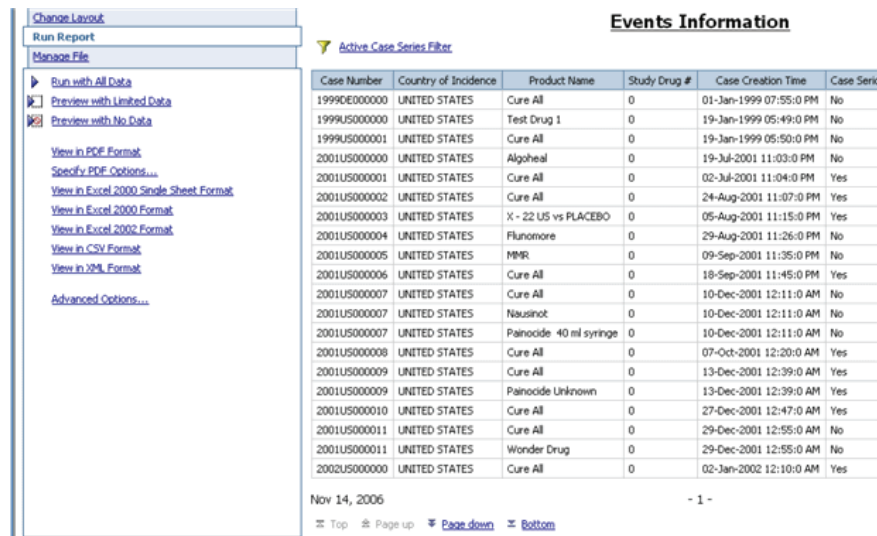 Change Layout
Run Report
Manage File
Run with All Data
Preview with Limited Data
Preview with No Data
View in PDF Format
Specify PDF Options...
View in Excel 2000 Single Sheet Format
View in Excel 2000 Format
View in Excel 2002 Format
View in CSV Format
View in XML Format
Advanced Options...
Events Information
Active Case Series Filter
Case Number Country of Incidence Product Name Study Drug # Case Creation Time Case Seri
1999DE000000 UNITED STATES Cure All 0 01-Jan-1999 07:55:0 PM No
1999US000000 UNITED STATES Test Drug 1 0 19-Jan-1999 05:49:0 PM No
1999US000001 UNITED STATES Cure All 0 19-Jan-1999 05:50:0 PM No
2001US000000 UNITED STATES Algoheal 0 19-Jul-2001 11:03:0 PM No
2001US000001 UNITED STATES Cure All 0 02-Jul-2001 11:04:0 PM Yes
2001US000002 UNITED STATES Cure All 0 24-Aug-2001 11:07:0 PM Yes
2001US000003 UNITED STATES X - 22 US vs PLACEBO 0 05-Aug-2001 11:15:0 PM Yes
2001US000004 UNITED STATES Flunomore 0 29-Aug-2001 11:26:0 PM No
2001US000005 UNITED STATES MMR 0 09-Sep-2001 11:35:0 PM No
2001US000006 UNITED STATES Cure All 0 18-Sep-2001 11:45:0 PM Yes
2001US000007 UNITED STATES Cure All 0 10-Dec-2001 12:11:0 AM No
2001US000007 UNITED STATES Nausinot 0 10-Dec-2001 12:11:0 AM No
2001US000007 UNITED STATES Painocide 40 ml syringe 0 10-Dec-2001 12:11:0 AM No
2001US000008 UNITED STATES Cure All 0 07-Oct-2001 12:20:0 AM Yes
2001US000009 UNITED STATES Cure All 0 13-Dec-2001 12:39:0 AM Yes
2001US000009 UNITED STATES Painocide Unknown 0 13-Dec-2001 12:39:0 AM Yes
2001US000010 UNITED STATES Cure All 0 27-Dec-2001 12:47:0 AM Yes
2001US000011 UNITED STATES Cure All 0 29-Dec-2001 12:55:0 AM No
2001US000011 UNITED STATES Wonder Drug 0 29-Dec-2001 12:55:0 AM No
2002US000000 UNITED STATES Cure All 0 02-Jan-2002 12:10:0 AM Yes
Nov 14, 2006 - 1 -
Top Page up Page down Bottom